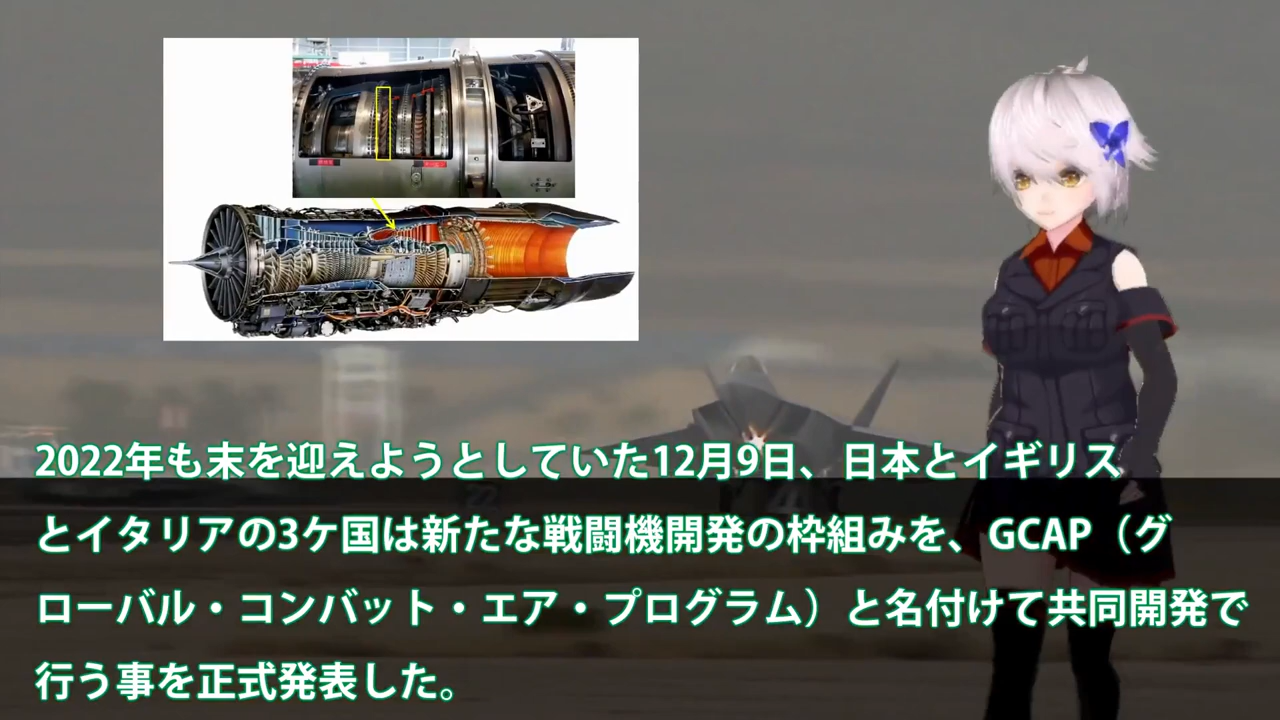 2022年も末を迎えようとしていた12月9日、日本とイギリス
とイタリアの3ケ国は新たな戦闘機開発の枠組みを、GCAP（グ
ローバル・コンバット・エア・プログラム）と名付けて共同開発で
行う事を正式発表した。